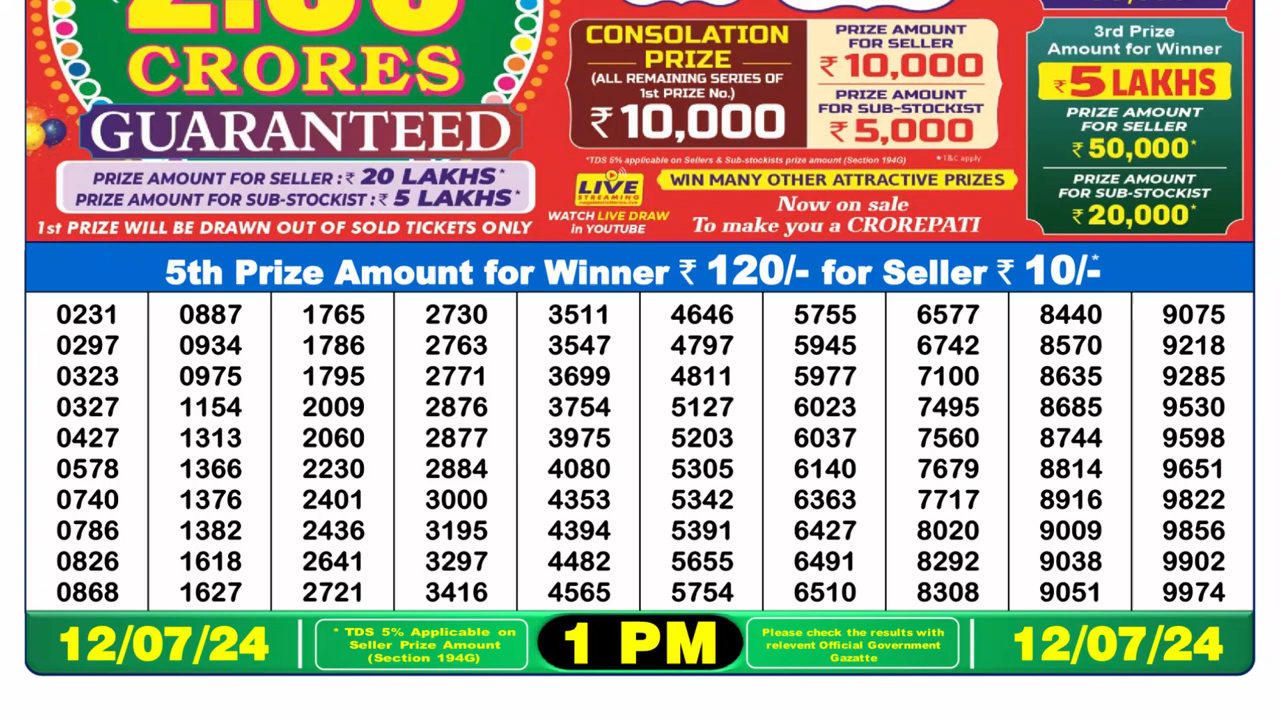 CRORES
GUARANTEED
PRIZE AMOUNT FOR SELLER :₹ 20 LAKHS*
PRIZE AMOUNT FOR SUB-STOCKIST :₹ 5 LAKHS*
1st PRIZE WILL BE DRAWN OUT OF SOLD TICKETS ONLY
CONSOLATION
PRIZE
(ALL REMAINING SERIES OF
1st PRIZE No.)
₹ 10,000
PRIZE AMOUNT
FOR SELLER
₹ 10,000
PRIZE AMOUNT
FOR SUB-STOCKIST
₹ 5,000
*TDS 5% applicable on Sellers & Sub-stockists prize amount (Section 194G)
* T&C apply
LIVE
STREAMING
WATCH LIVE DRAW
in YOUTUBE
WIN MANY OTHER ATTRACTIVE PRIZES
Now on sale
To make you a CROREPATI
3rd Prize
Amount for Winner
₹ 5 LAKHS
PRIZE AMOUNT
FOR SELLER
₹ 50,000*
PRIZE AMOUNT
FOR SUB-STOCKIST
₹ 20,000*
5th Prize Amount for Winner ₹ 120/- for Seller ₹ 10/-*
0231 0887 1765 2730 3511 4646 5755 6577 8440 9075
0297 0934 1786 2763 3547 4797 5945 6742 8570 9218
0323 0975 1795 2771 3699 4811 5977 7100 8635 9285
0327 1154 2009 2876 3754 5127 6023 7495 8685 9530
0427 1313 2060 2877 3975 5203 6037 7560 8744 9598
0578 1366 2230 2884 4080 5305 6140 7679 8814 9651
0740 1376 2401 3000 4353 5342 6363 7717 8916 9822
0786 1382 2436 3195 4394 5391 6427 8020 9009 9856
0826 1618 2641 3297 4482 5655 6491 8292 9038 9902
0868 1627 2721 3416 4565 5754 6510 8308 9051 9974
12/07/24
* TDS 5% Applicable on
Seller Prize Amount
(Section 194G)
1 PM
Please check the results with
relevent Official Government
Gazatte
12/07/24